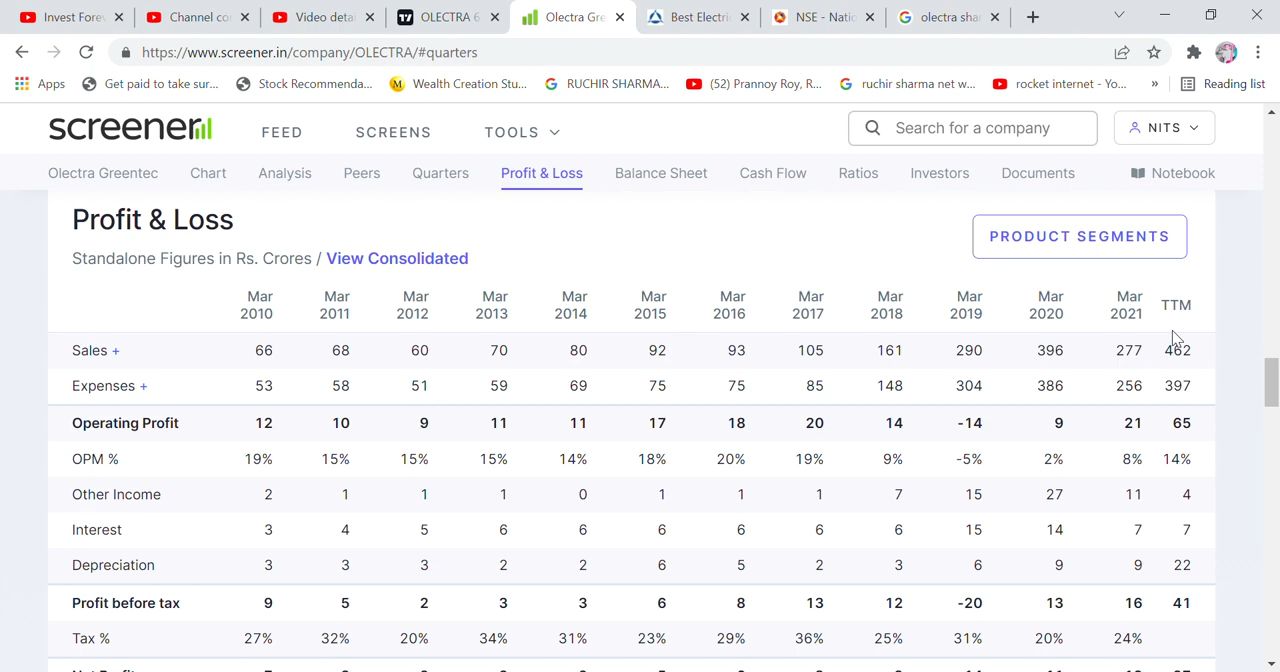 Invest Fore
Channel co
Video detai
OLECTRA 6
Olectra Gre
Best Electri
NSE - Natio
olectra shar
https://www.screener.in/company/OLECTRA/#quarters
Apps
Get paid to take sur...
Stock Recommenda...
Wealth Creation Stu...
RUCHIR SHARMA...
(52) Prannoy Roy, R...
ruchir sharma net w...
rocket internet - Yo...
»
Reading list
screener
FEED
SCREENS
TOOLS
Search for a company
NITS
Olectra Greentec
Chart
Analysis
Peers
Quarters
Profit & Loss
Balance Sheet
Cash Flow
Ratios
Investors
Documents
Notebook
Profit & Loss
PRODUCT SEGMENTS
Standalone Figures in Rs. Crores / View Consolidated
Mar 2010 Mar 2011 Mar 2012 Mar 2013 Mar 2014 Mar 2015 Mar 2016 Mar 2017 Mar 2018 Mar 2019 Mar 2020 Mar 2021 TTM
Sales + 66 68 60 70 80 92 93 105 161 290 396 277 462
Expenses + 53 58 51 59 69 75 75 85 148 304 386 256 397
Operating Profit 12 10 9 11 11 17 18 20 14 -14 9 21 65
OPM % 19% 15% 15% 15% 14% 18% 20% 19% 9% -5% 2% 8% 14%
Other Income 2 1 1 1 0 1 1 1 7 15 27 11 4
Interest 3 4 5 6 6 6 6 6 6 15 14 7 7
Depreciation 3 3 3 2 2 6 5 2 3 6 9 9 22
Profit before tax 9 5 2 3 3 6 8 13 12 -20 13 16 41
Tax % 27% 32% 20% 34% 31% 23% 29% 36% 25% 31% 20% 24%